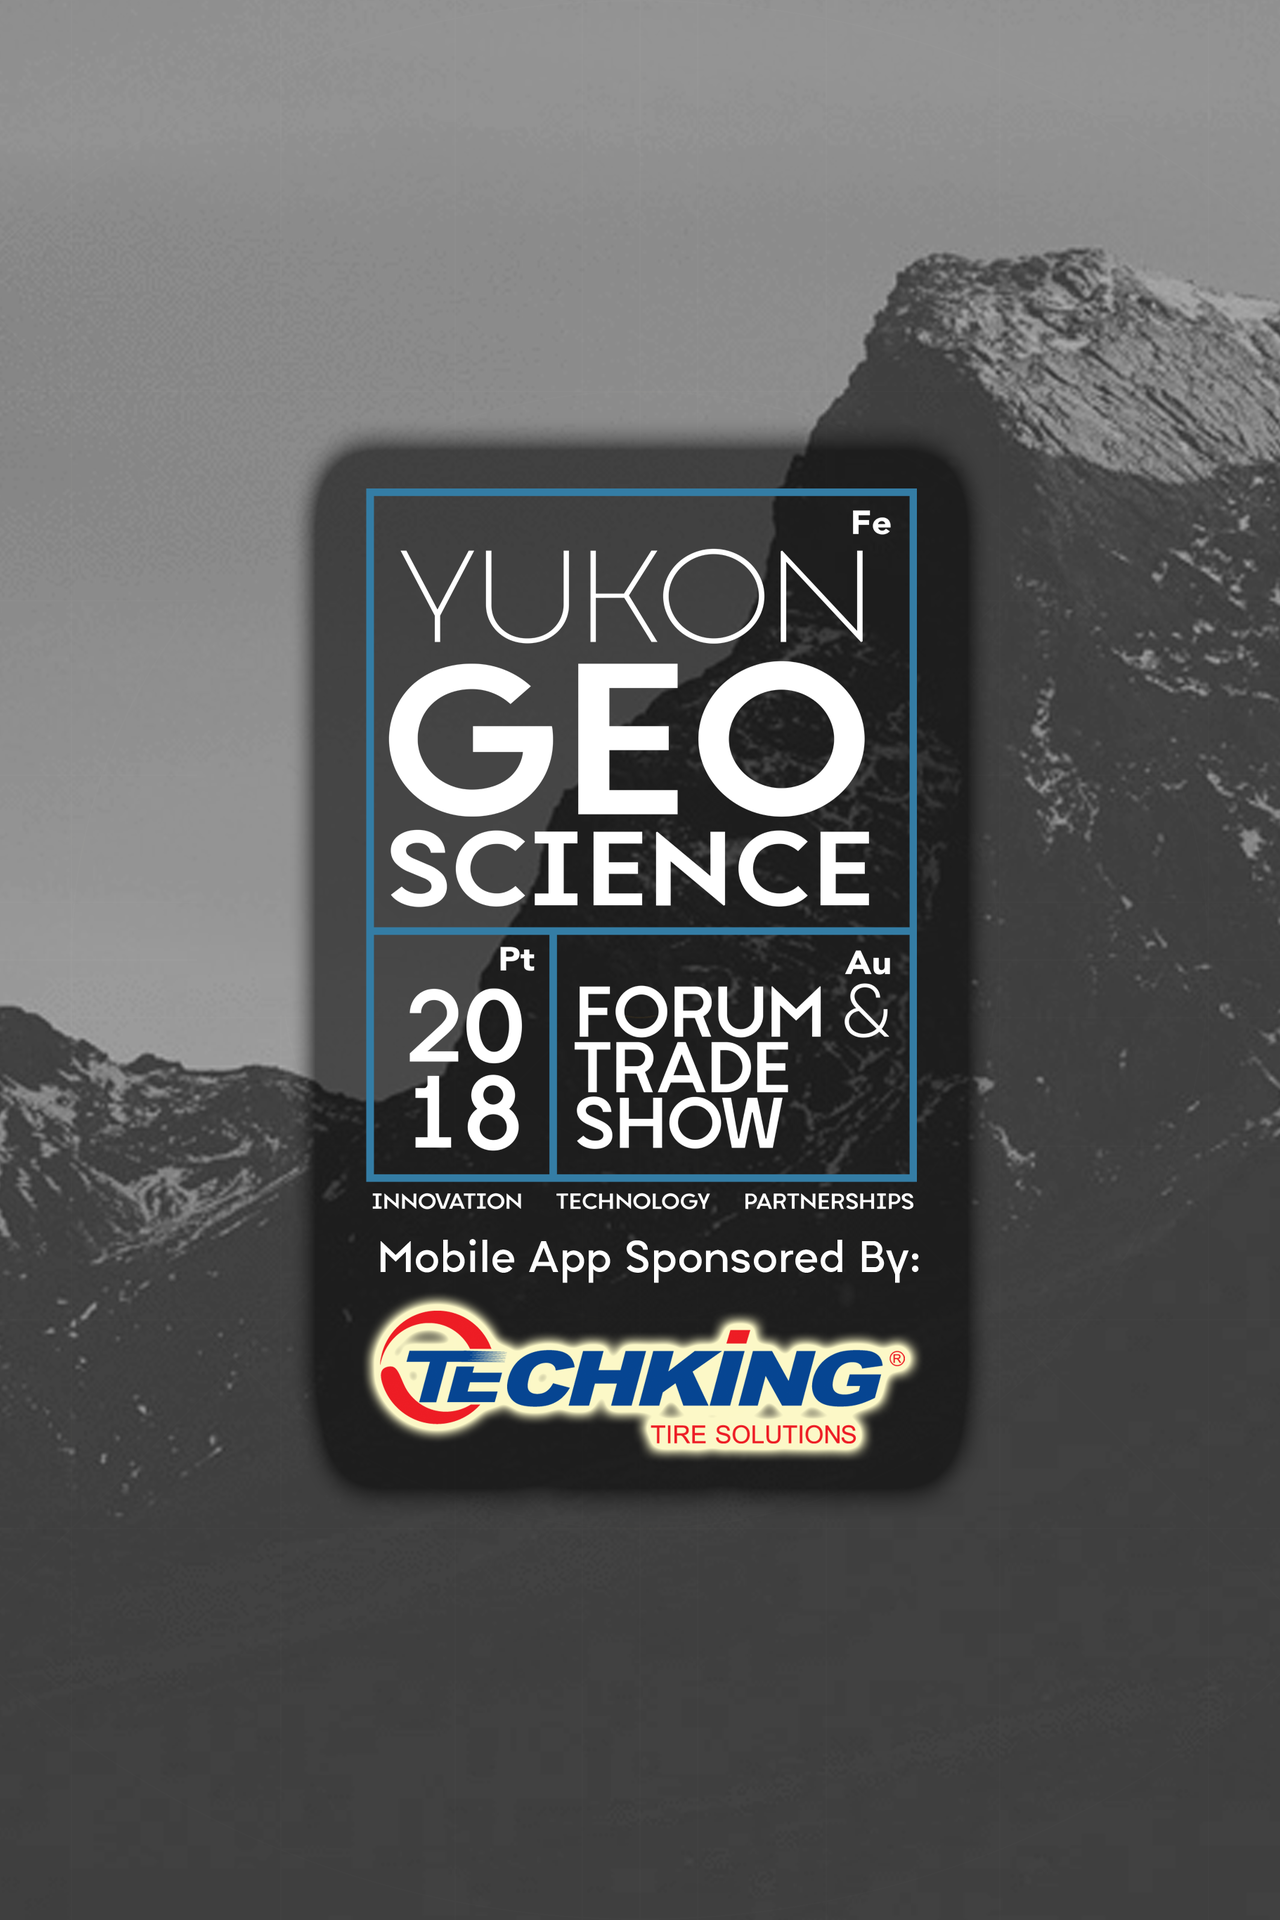 Fe
YUKON
GEO
SCIENCE
Pt
20
18
Au
FORUM &
TRADE
SHOW
INNOVATION TECHNOLOGY PARTNERSHIPS
Mobile App Sponsored By:
TECHKING®
TIRE SOLUTIONS